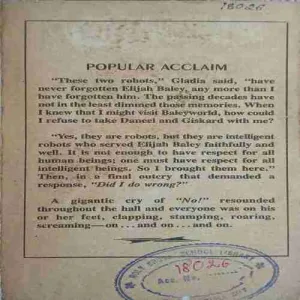 18026
POPULAR ACCLAIM
"These two robots," Gladia said, "have
never forgotten Elijah Baley, any more than I
have forgotten him. The passing decades have
not in the least dimmed those memories. When
I knew that I might visit Baleyworld, how could
I refuse to take Daneel and Giskard with me?
"Yes, they are robots, but they are intelligent
robots who served Elijah Baley faithfully and
well. It is not enough to have respect for all
human beings; one must have respect for all
intelligent beings. So I brought them here."
Then, in a final outcry that demanded a
response, "Did I do wrong?"
A gigantic cry of "No!" resounded
throughout the hall and everyone was on his
or her feet, clapping, stamping, roaring,
screaming—on . . . and on . . . and on.
LIBRARY
18026
Acc. No.